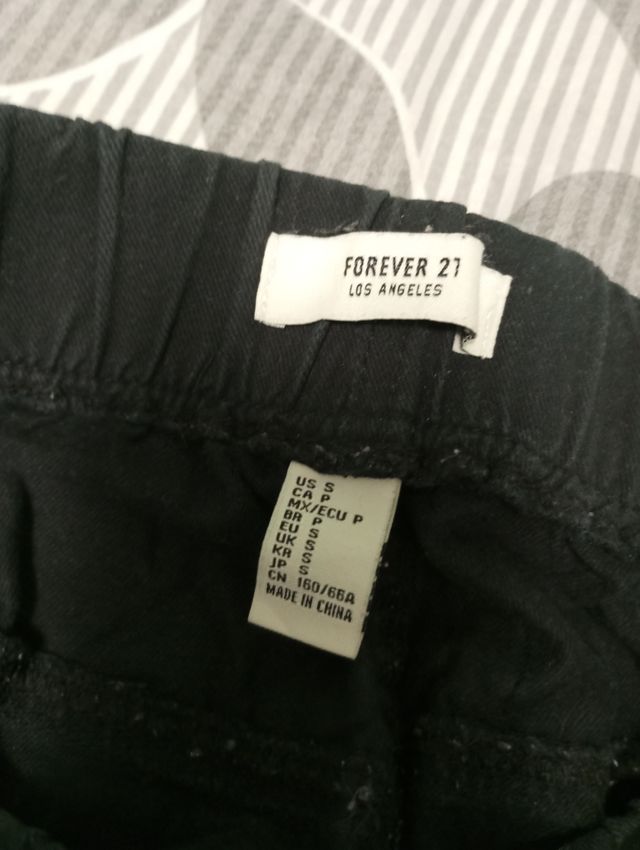 FOREVER 21
LOS ANGELES
US S
CA P
MX/ECU P
BR P
EU S
UK S
KR S
JP S
CN 160/66A
MADE IN CHINA